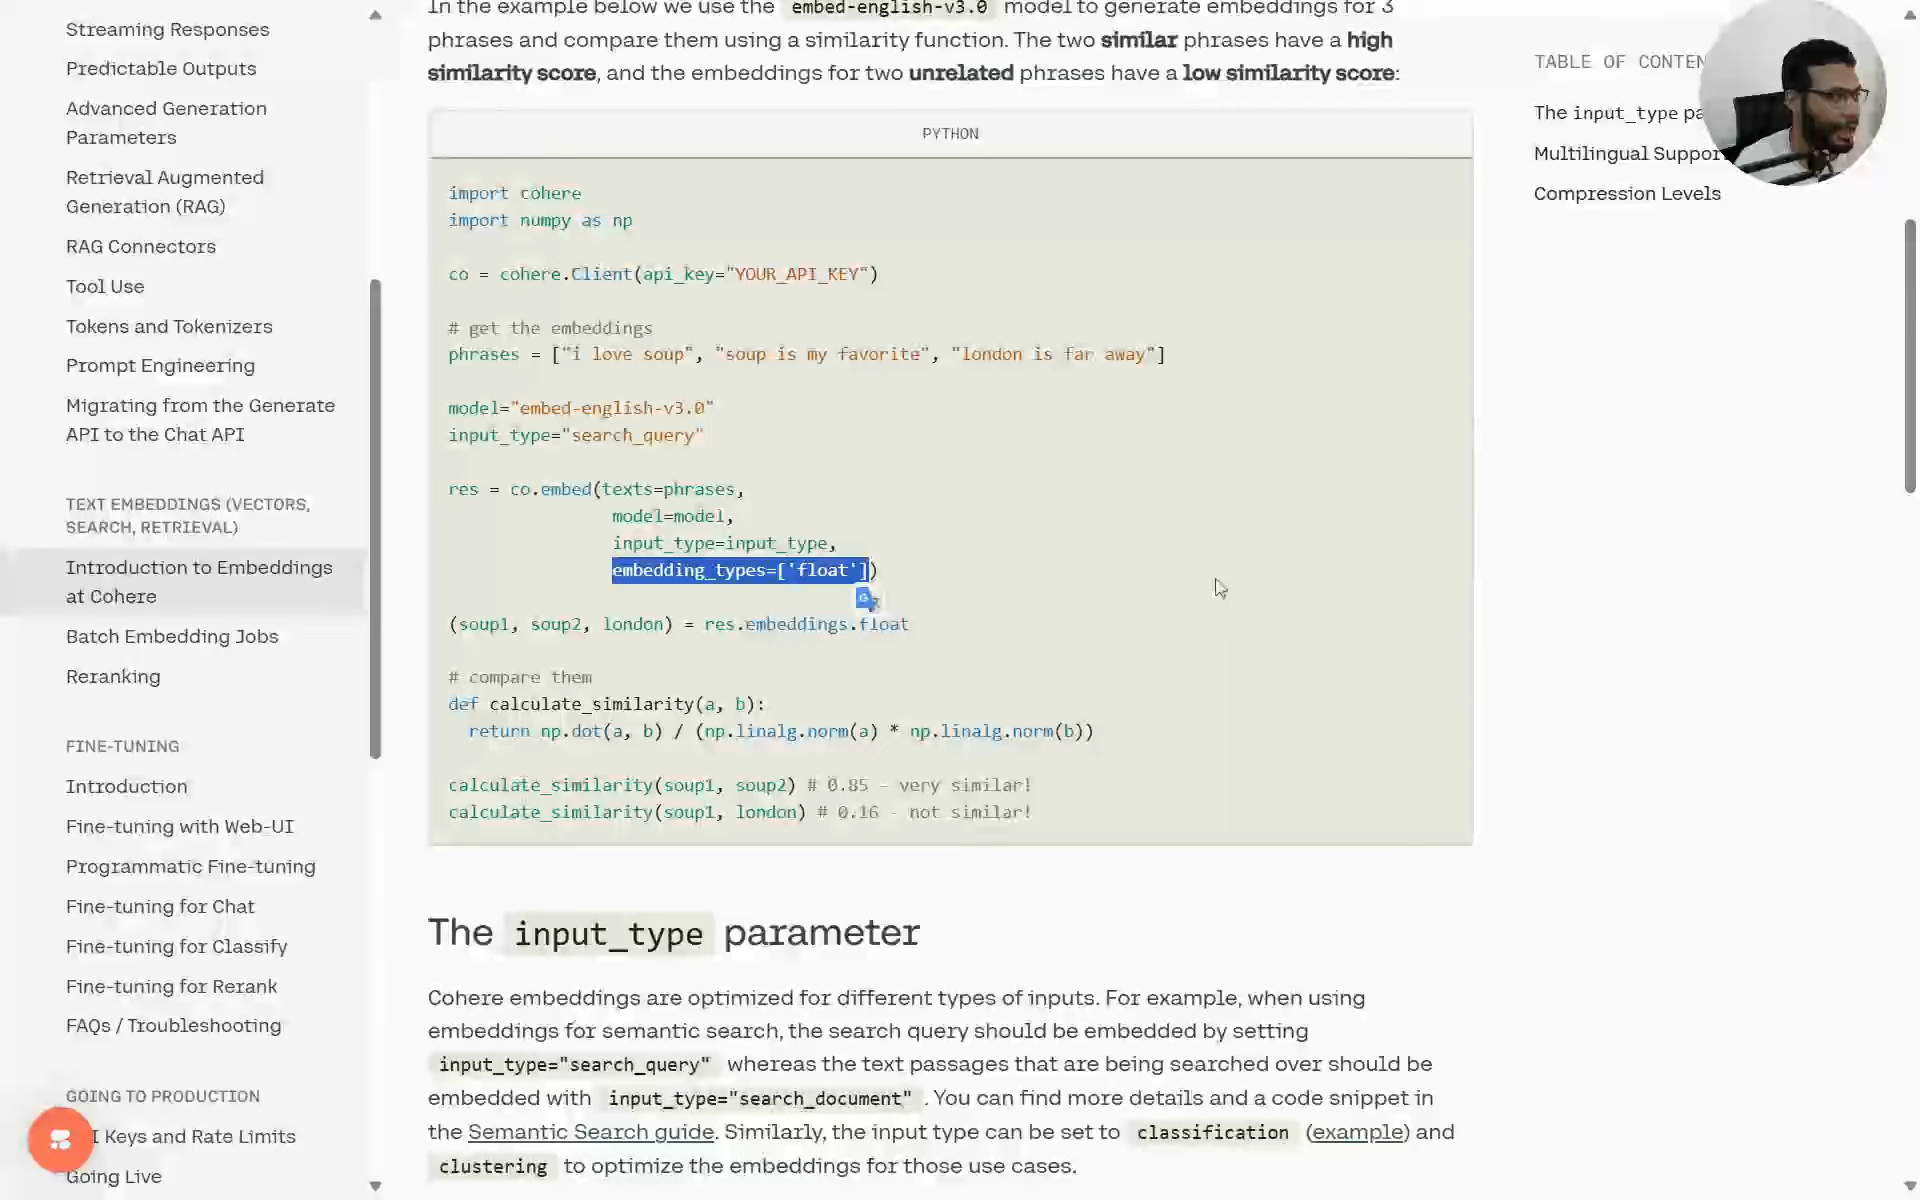 Streaming Responses
Predictable Outputs
Advanced Generation
Parameters
Retrieval Augmented
Generation (RAG)
RAG Connectors
Tool Use
Tokens and Tokenizers
Prompt Engineering
Migrating from the Generate
API to the Chat API
TEXT EMBEDDINGS (VECTORS,
SEARCH, RETRIEVAL)
Introduction to Embeddings
at Cohere
Batch Embedding Jobs
Reranking
FINE-TUNING
Introduction
Fine-tuning with Web-UI
Programmatic Fine-tuning
Fine-tuning for Chat
Fine-tuning for Classify
Fine-tuning for Rerank
FAQs / Troubleshooting
GOING TO PRODUCTION
Keys and Rate Limits
Going Live
In the example below we use the embed-english-v3.0 model to generate embeddings for 3
phrases and compare them using a similarity function. The two similar phrases have a high
similarity score, and the embeddings for two unrelated phrases have a low similarity score:
PYTHON
import cohere
import numpy as np
co = cohere.Client(api_key="YOUR_API_KEY")
# get the embeddings
phrases = ["i love soup", "soup is my favorite", "london is far away"]
model="embed-english-v3.0"
input_type="search_query"
res = co.embed(texts=phrases,
model=model,
input_type=input_type,
embedding_types=['float'])
(soup1, soup2, london) = res.embeddings.float
# compare them
def calculate_similarity(a, b):
return np.dot(a, b) / (np.linalg.norm(a) * np.linalg.norm(b))
calculate_similarity(soup1, soup2) # 0.85 - very similar!
calculate_similarity(soup1, london) # 0.16 - not similar!
The input_type parameter
Cohere embeddings are optimized for different types of inputs. For example, when using
embeddings for semantic search, the search query should be embedded by setting
input_type="search_query" whereas the text passages that are being searched over should be
embedded with input_type="search_document" . You can find more details and a code snippet in
the Semantic Search guide. Similarly, the input type can be set to classification (example) and
clustering to optimize the embeddings for those use cases.
TABLE OF CONTEN
The input_type pa
Multilingual Suppor
Compression Levels